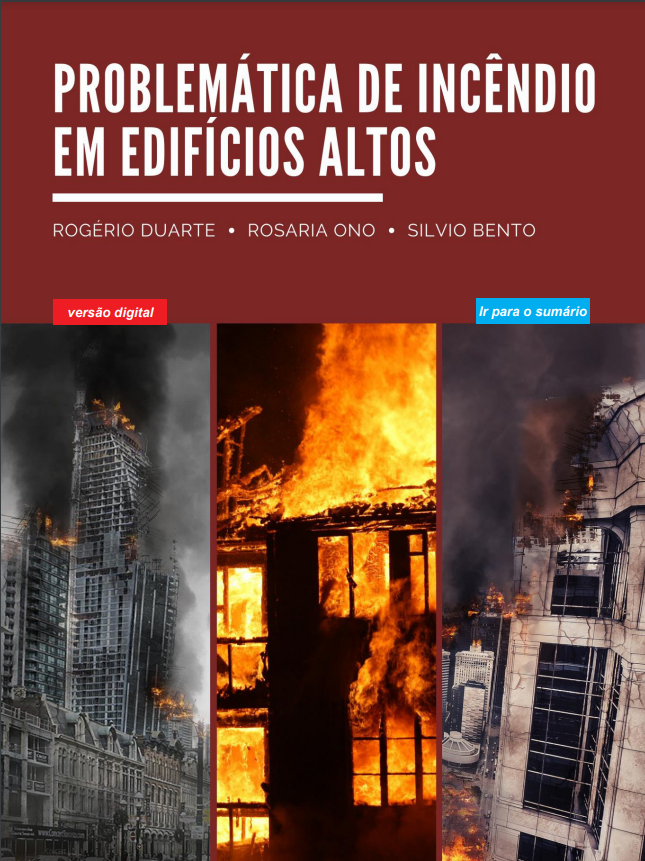 PROBLEMÁTICA DE INCÊNDIO
EM EDIFÍCIOS ALTOS
ROGÉRIO DUARTE • ROSARIA ONO • SILVIO BENTO
versão digital
Ir para o sumário